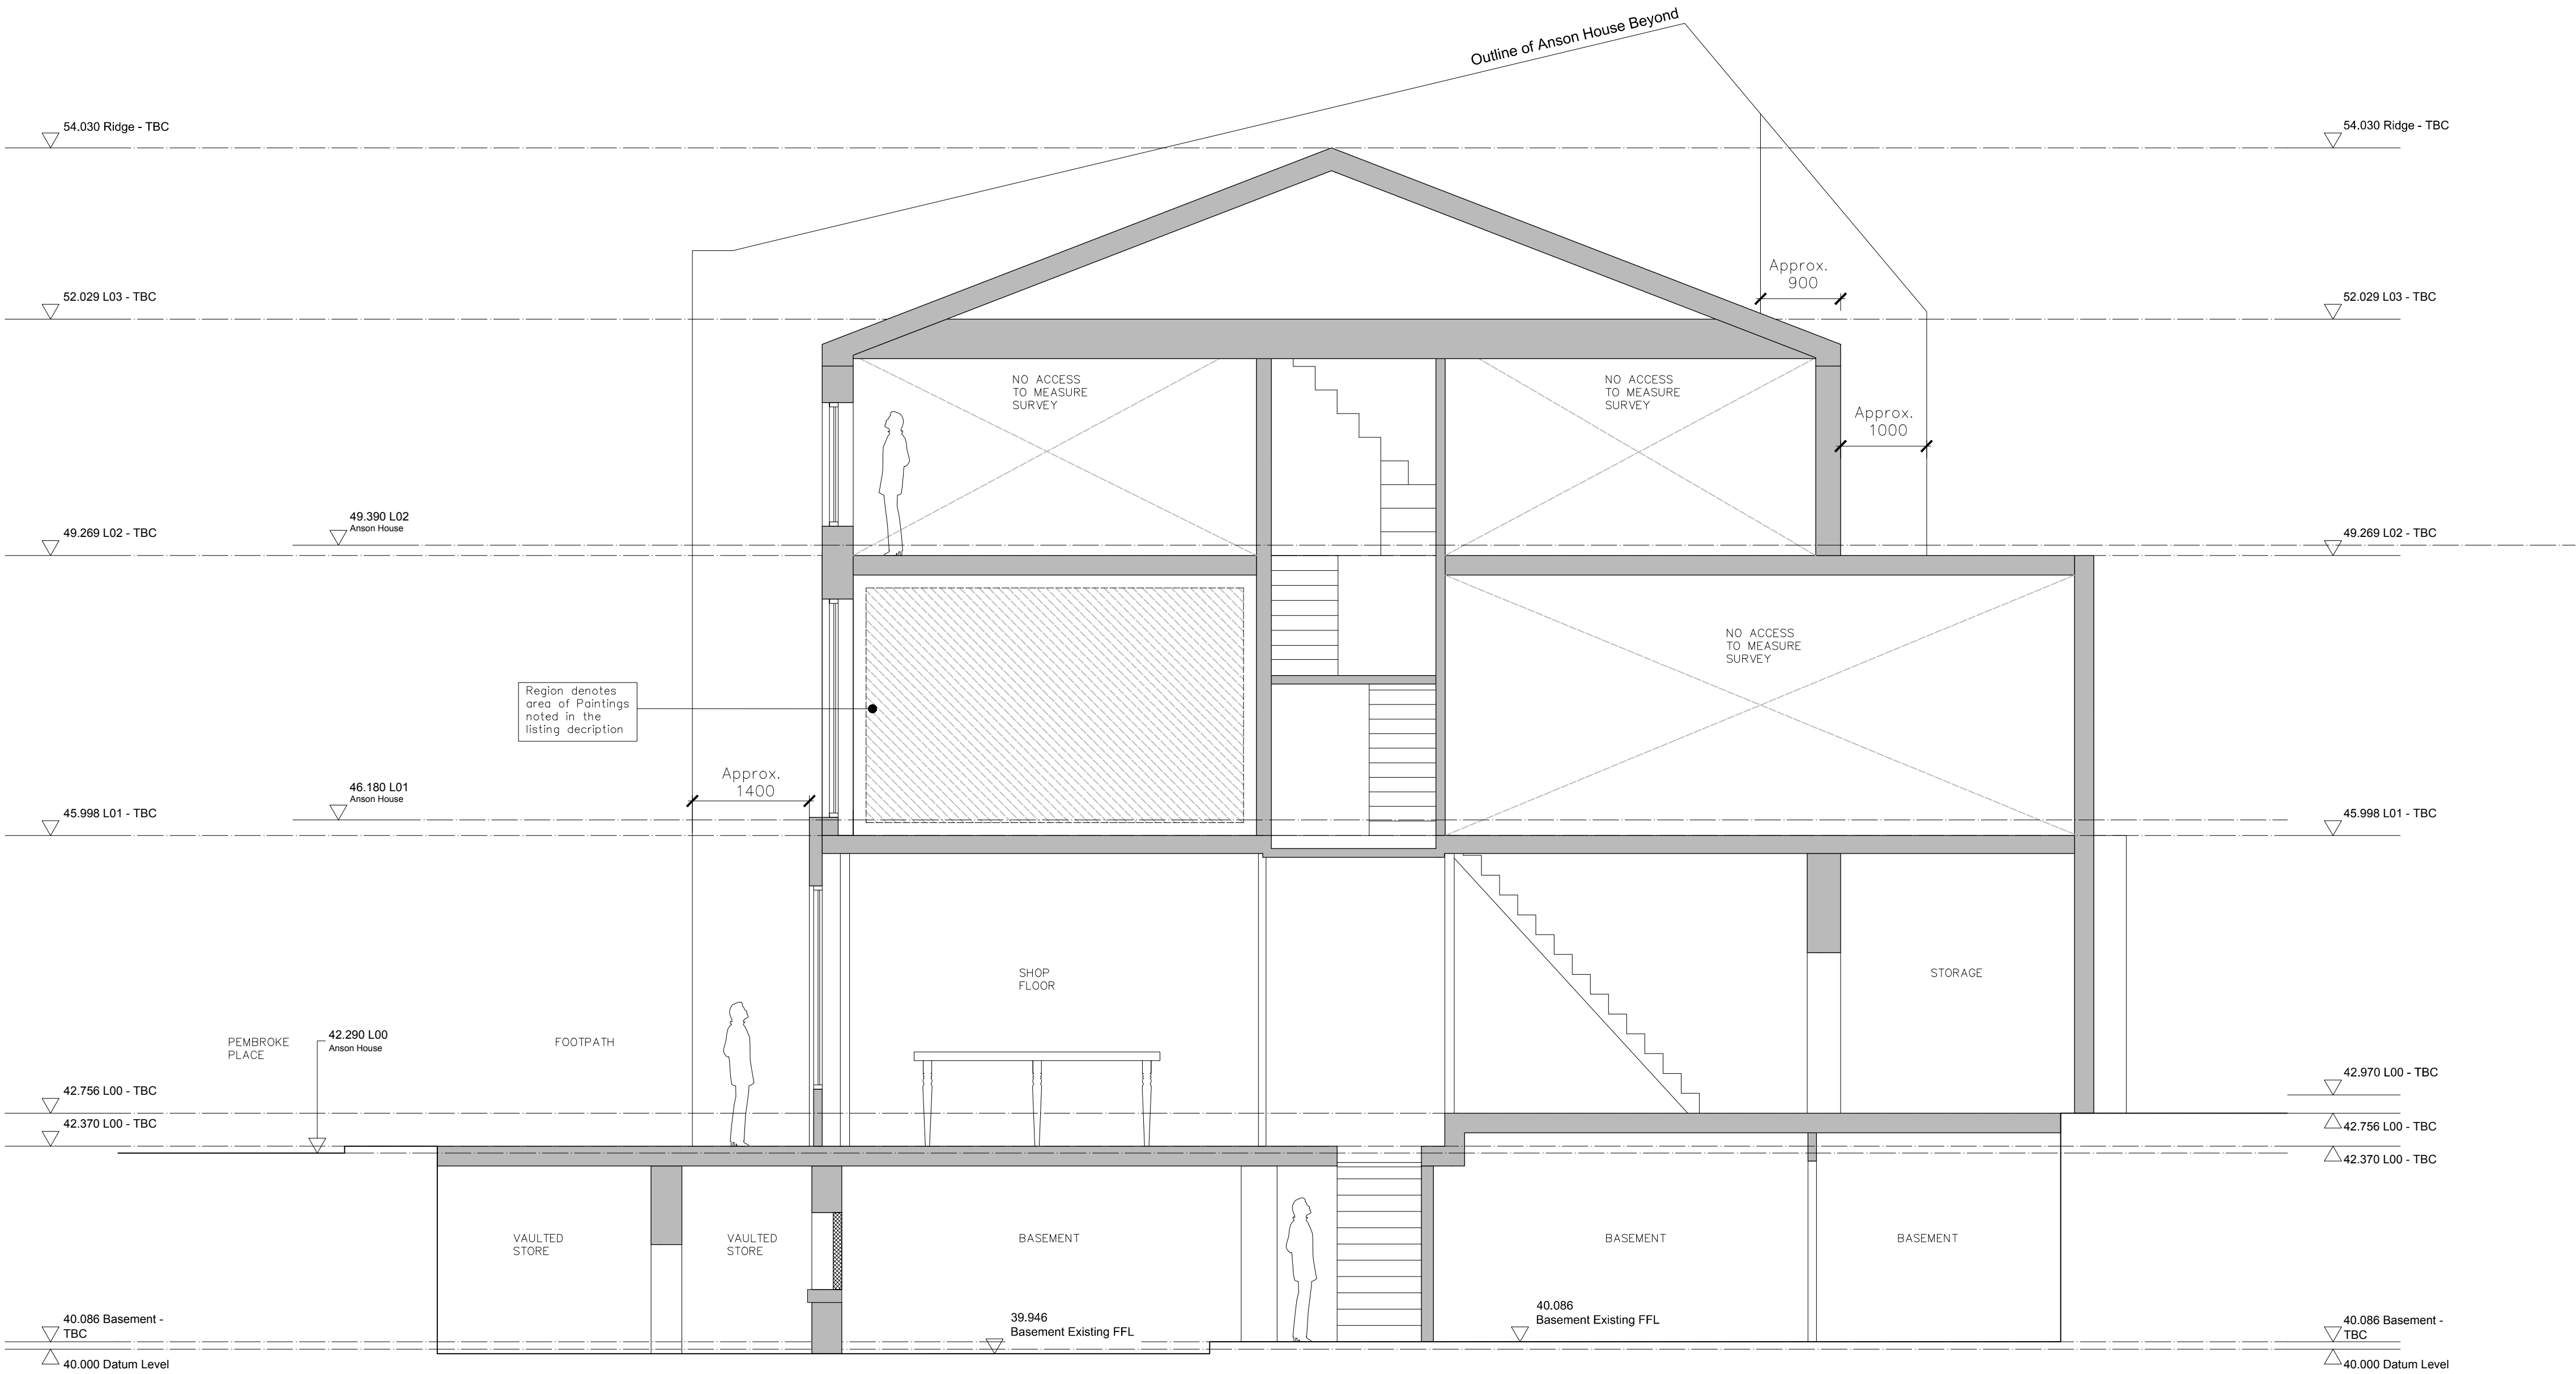 Outline of Anson House Beyond
54.030 Ridge - TBC
54.030 Ridge - TBC
Approx.
900
52.029 L03 - TBC
52.029 L03 - TBC
NO ACCESS
TO MEASURE
SURVEY
NO ACCESS
TO MEASURE
SURVEY
Approx.
1000
49.390 L02
Anson House
49.269 L02 - TBC
49.269 L02 - TBC
NO ACCESS
TO MEASURE
SURVEY
Region denotes
area of Paintings
noted in the
listing decription
Approx.
1400
46.180 L01
Anson House
45.998 L01 - TBC
45.998 L01 - TBC
SHOP
FLOOR
STORAGE
PEMBROKE
PLACE
42.290 L00
Anson House
FOOTPATH
42.970 L00 - TBC
42.756 L00 - TBC
42.756 L00 - TBC
42.370 L00 - TBC
42.370 L00 - TBC
VAULTED
STORE
VAULTED
STORE
BASEMENT
BASEMENT
BASEMENT
40.086 Basement -
TBC
39.946
Basement Existing FFL
40.086
Basement Existing FFL
40.086 Basement -
TBC
40.000 Datum Level
40.000 Datum Level